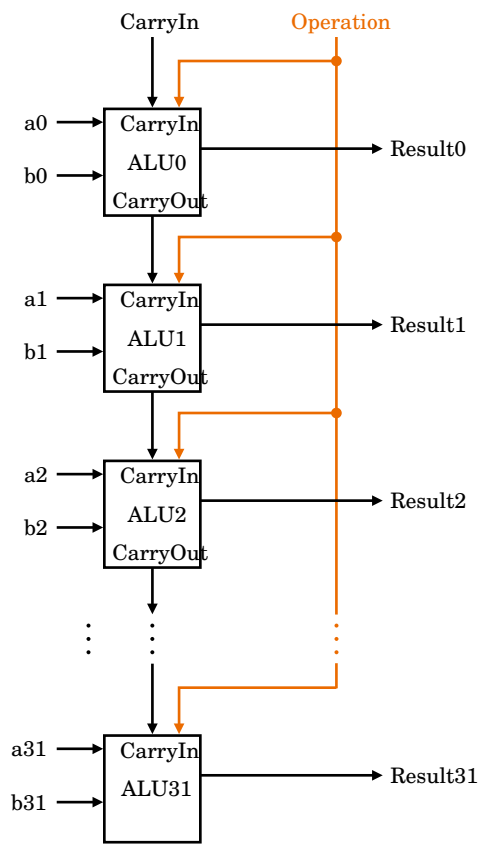 CarryIn Operation
a0
CarryIn
b0
ALU0
Result0
CarryOut
a1
CarryIn
b1
ALU1
Result1
CarryOut
a2
CarryIn
b2
ALU2
Result2
CarryOut
a31
CarryIn
b31
ALU31
Result31